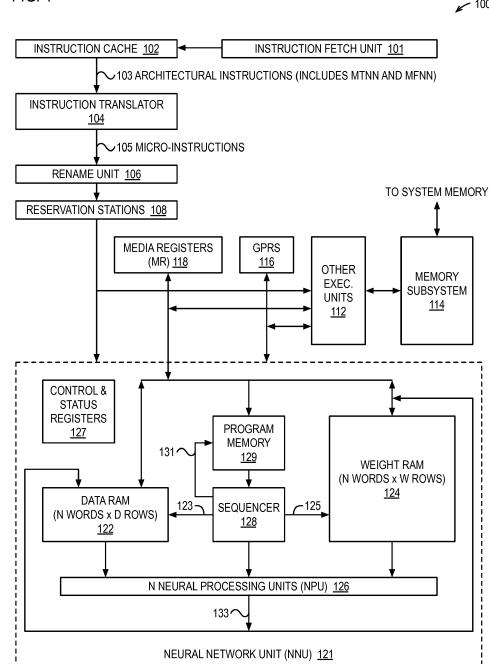 100
INSTRUCTION CACHE 102
INSTRUCTION FETCH UNIT 101
103 ARCHITECTURAL INSTRUCTIONS (INCLUDES MTNN AND MFNN)
INSTRUCTION TRANSLATOR
104
105 MICRO-INSTRUCTIONS
RENAME UNIT 106
RESERVATION STATIONS 108
TO SYSTEM MEMORY
MEDIA REGISTERS
(MR) 118
GPRS
116
OTHER
EXEC.
UNITS
112
MEMORY
SUBSYSTEM
114
CONTROL &
STATUS
REGISTERS
127
PROGRAM
MEMORY
129
131
WEIGHT RAM
(N WORDS x W ROWS)
124
DATA RAM
(N WORDS x D ROWS)
122
123
SEQUENCER
128
125
N NEURAL PROCESSING UNITS (NPU) 126
133
NEURAL NETWORK UNIT (NNU) 121